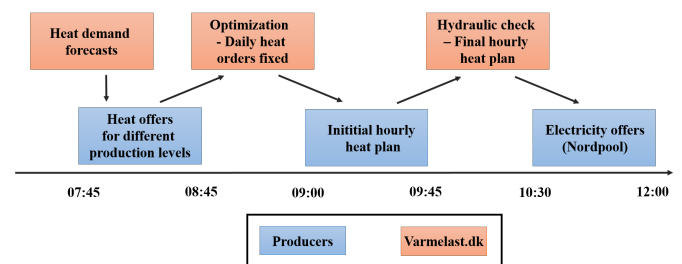 Heat demand
forecasts
Optimization
- Daily heat
orders fixed
Hydraulic check
– Final hourly
heat plan
Heat offers
for different
production levels
Inititial hourly
heat plan
Electricity offers
(Nordpool)
07:45
08:45
09:00
09:45
10:30
12:00
Producers
Varmelast.dk